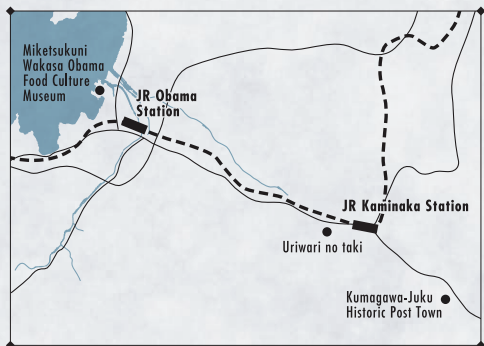 Miketsukuni
Wakasa Obama
Food Culture
Museum
JR Obama
Station
JR Kaminaka Station
Uriwari no taki
Kumagawa-Juku
Historic Post Town